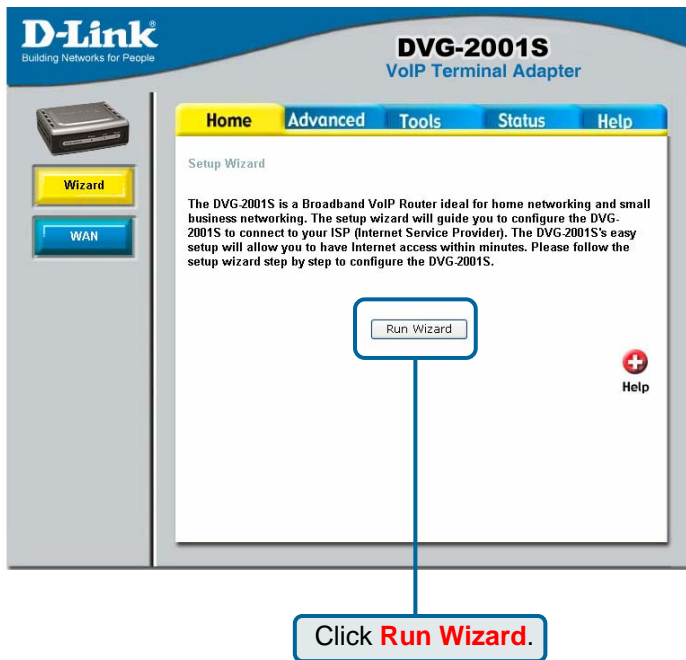 D-Link
Building Networks for People
DVG-2001S
VoIP Terminal Adapter
Home Advanced Tools Status Help
Wizard
WAN
Setup Wizard
The DVG-2001S is a Broadband VoIP Router ideal for home networking and small
business networking. The setup wizard will guide you to configure the DVG-
2001S to connect to your ISP (Internet Service Provider). The DVG-2001S's easy
setup will allow you to have Internet access within minutes. Please follow the
setup wizard step by step to configure the DVG-2001S.
Run Wizard
Help
Click Run Wizard.